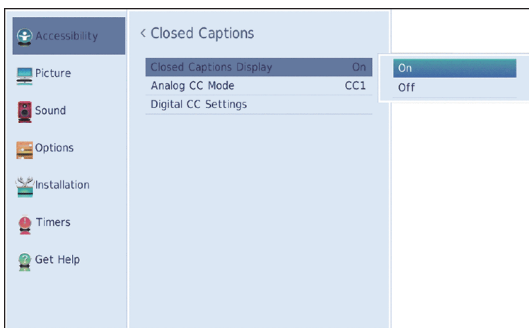 Accessibility
Picture
Sound
Options
Installation
Timers
Get Help
< Closed Captions
Closed Captions Display On
Analog CC Mode CC1
Digital CC Settings
On
Off